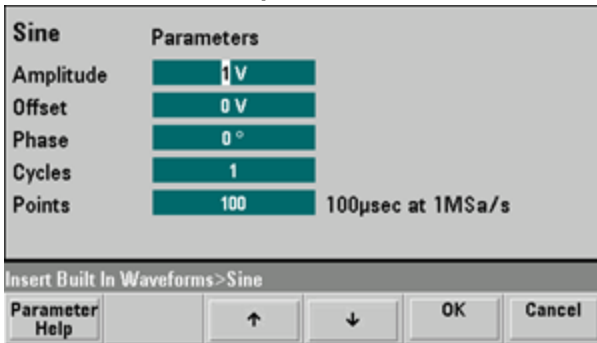 Sine Parameters
Amplitude 1 V
Offset 0 V
Phase 0 °
Cycles 1
Points 100 100µsec at 1MSa/s
Insert Built In Waveforms>Sine
Parameter Help ↑ ↓ OK Cancel